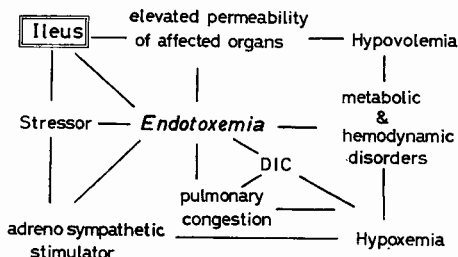 elevated permeability
Ileus
of affected organs
Hypovolemia
metabolic
&
Stressor
Endotoxemia
hemodynamic
disorders
DIC
pulmonary
congestion
adreno sympathetic
stimulator
Hypoxemia